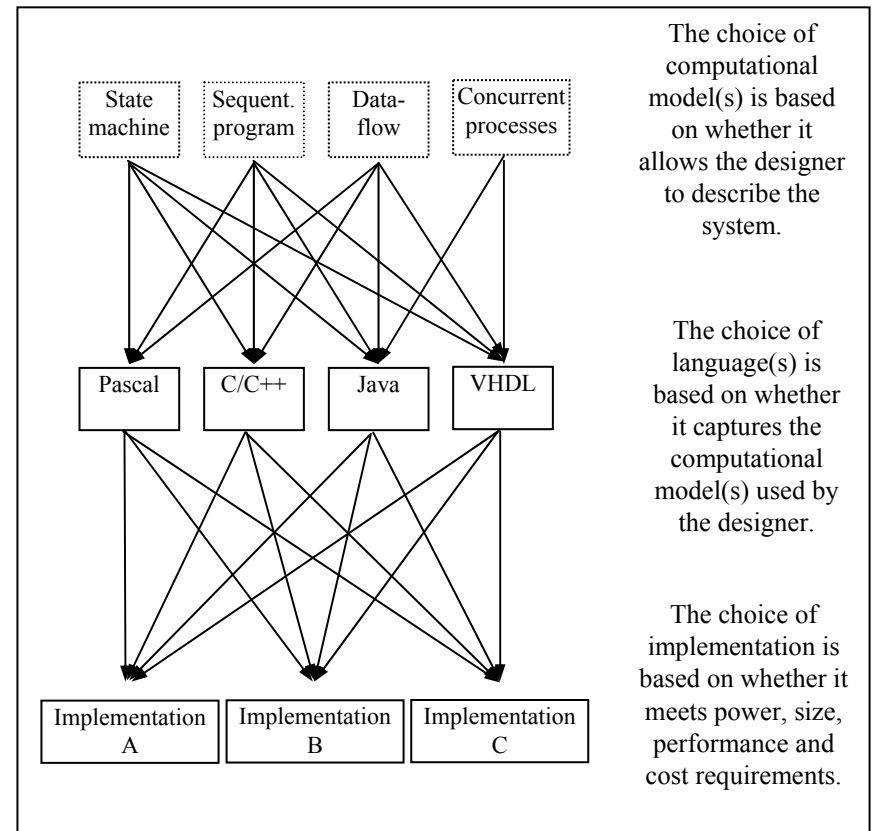 State
machine
Sequent.
program
Data-
flow
Concurrent
processes
The choice of
computational
model(s) is based
on whether it
allows the designer
to describe the
system.
Pascal
C/C++
Java
VHDL
The choice of
language(s) is
based on whether
it captures the
computational
model(s) used by
the designer.
Implementation
A
Implementation
B
Implementation
C
The choice of
implementation is
based on whether it
meets power, size,
performance and
cost requirements.